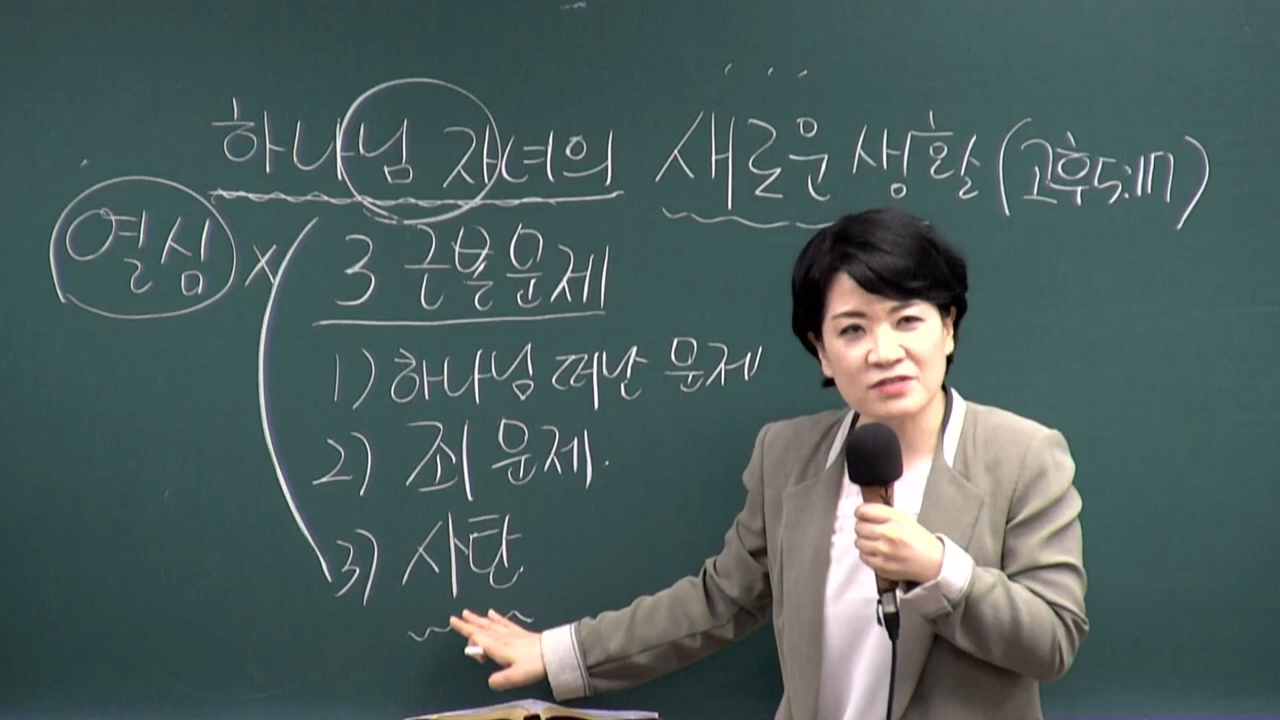 하나님 자녀의 새로운 생활 (고후5:17)
열심 X
3 근본문제
1) 하나님 떠난 문제
2) 죄 문제.
3) 사탄